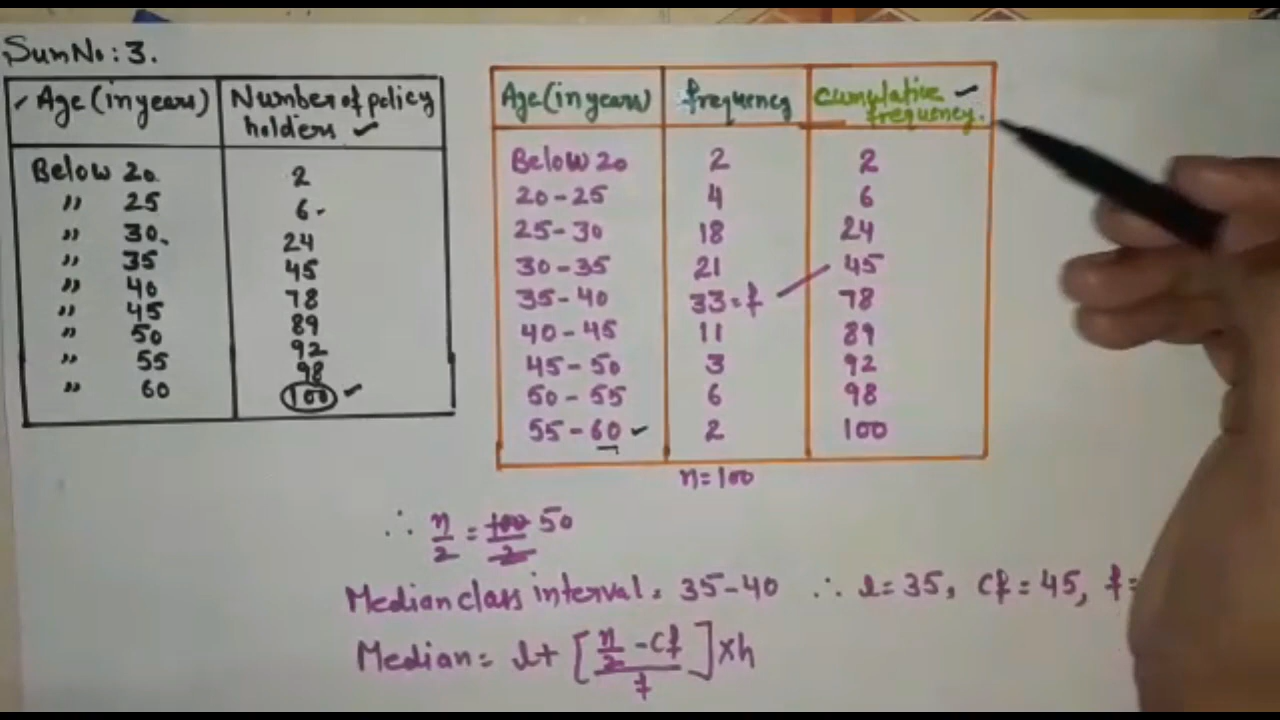 Sum No: 3.
✓ Age (in years) Number of policy holders ✓
Below 20. 2
" 25 6
" 30. 24
" 35 45
" 40 78
" 45 89
" 50 92
" 55 98
" 60 100 ✓
Age (in years) frequency cumulative ✓ frequency.
Below 20 2 2
20-25 4 6
25-30 18 24
30-35 21 45
35-40 33=f 78
40-45 11 89
45-50 3 92
50-55 6 98
55-60 ✓ 2 100
n=100
∴ n/2 = 100/2 50
Median class interval. 35-40 ∴ l=35, cf=45, f=
Median = l+ [n/2 - cf / f] xh